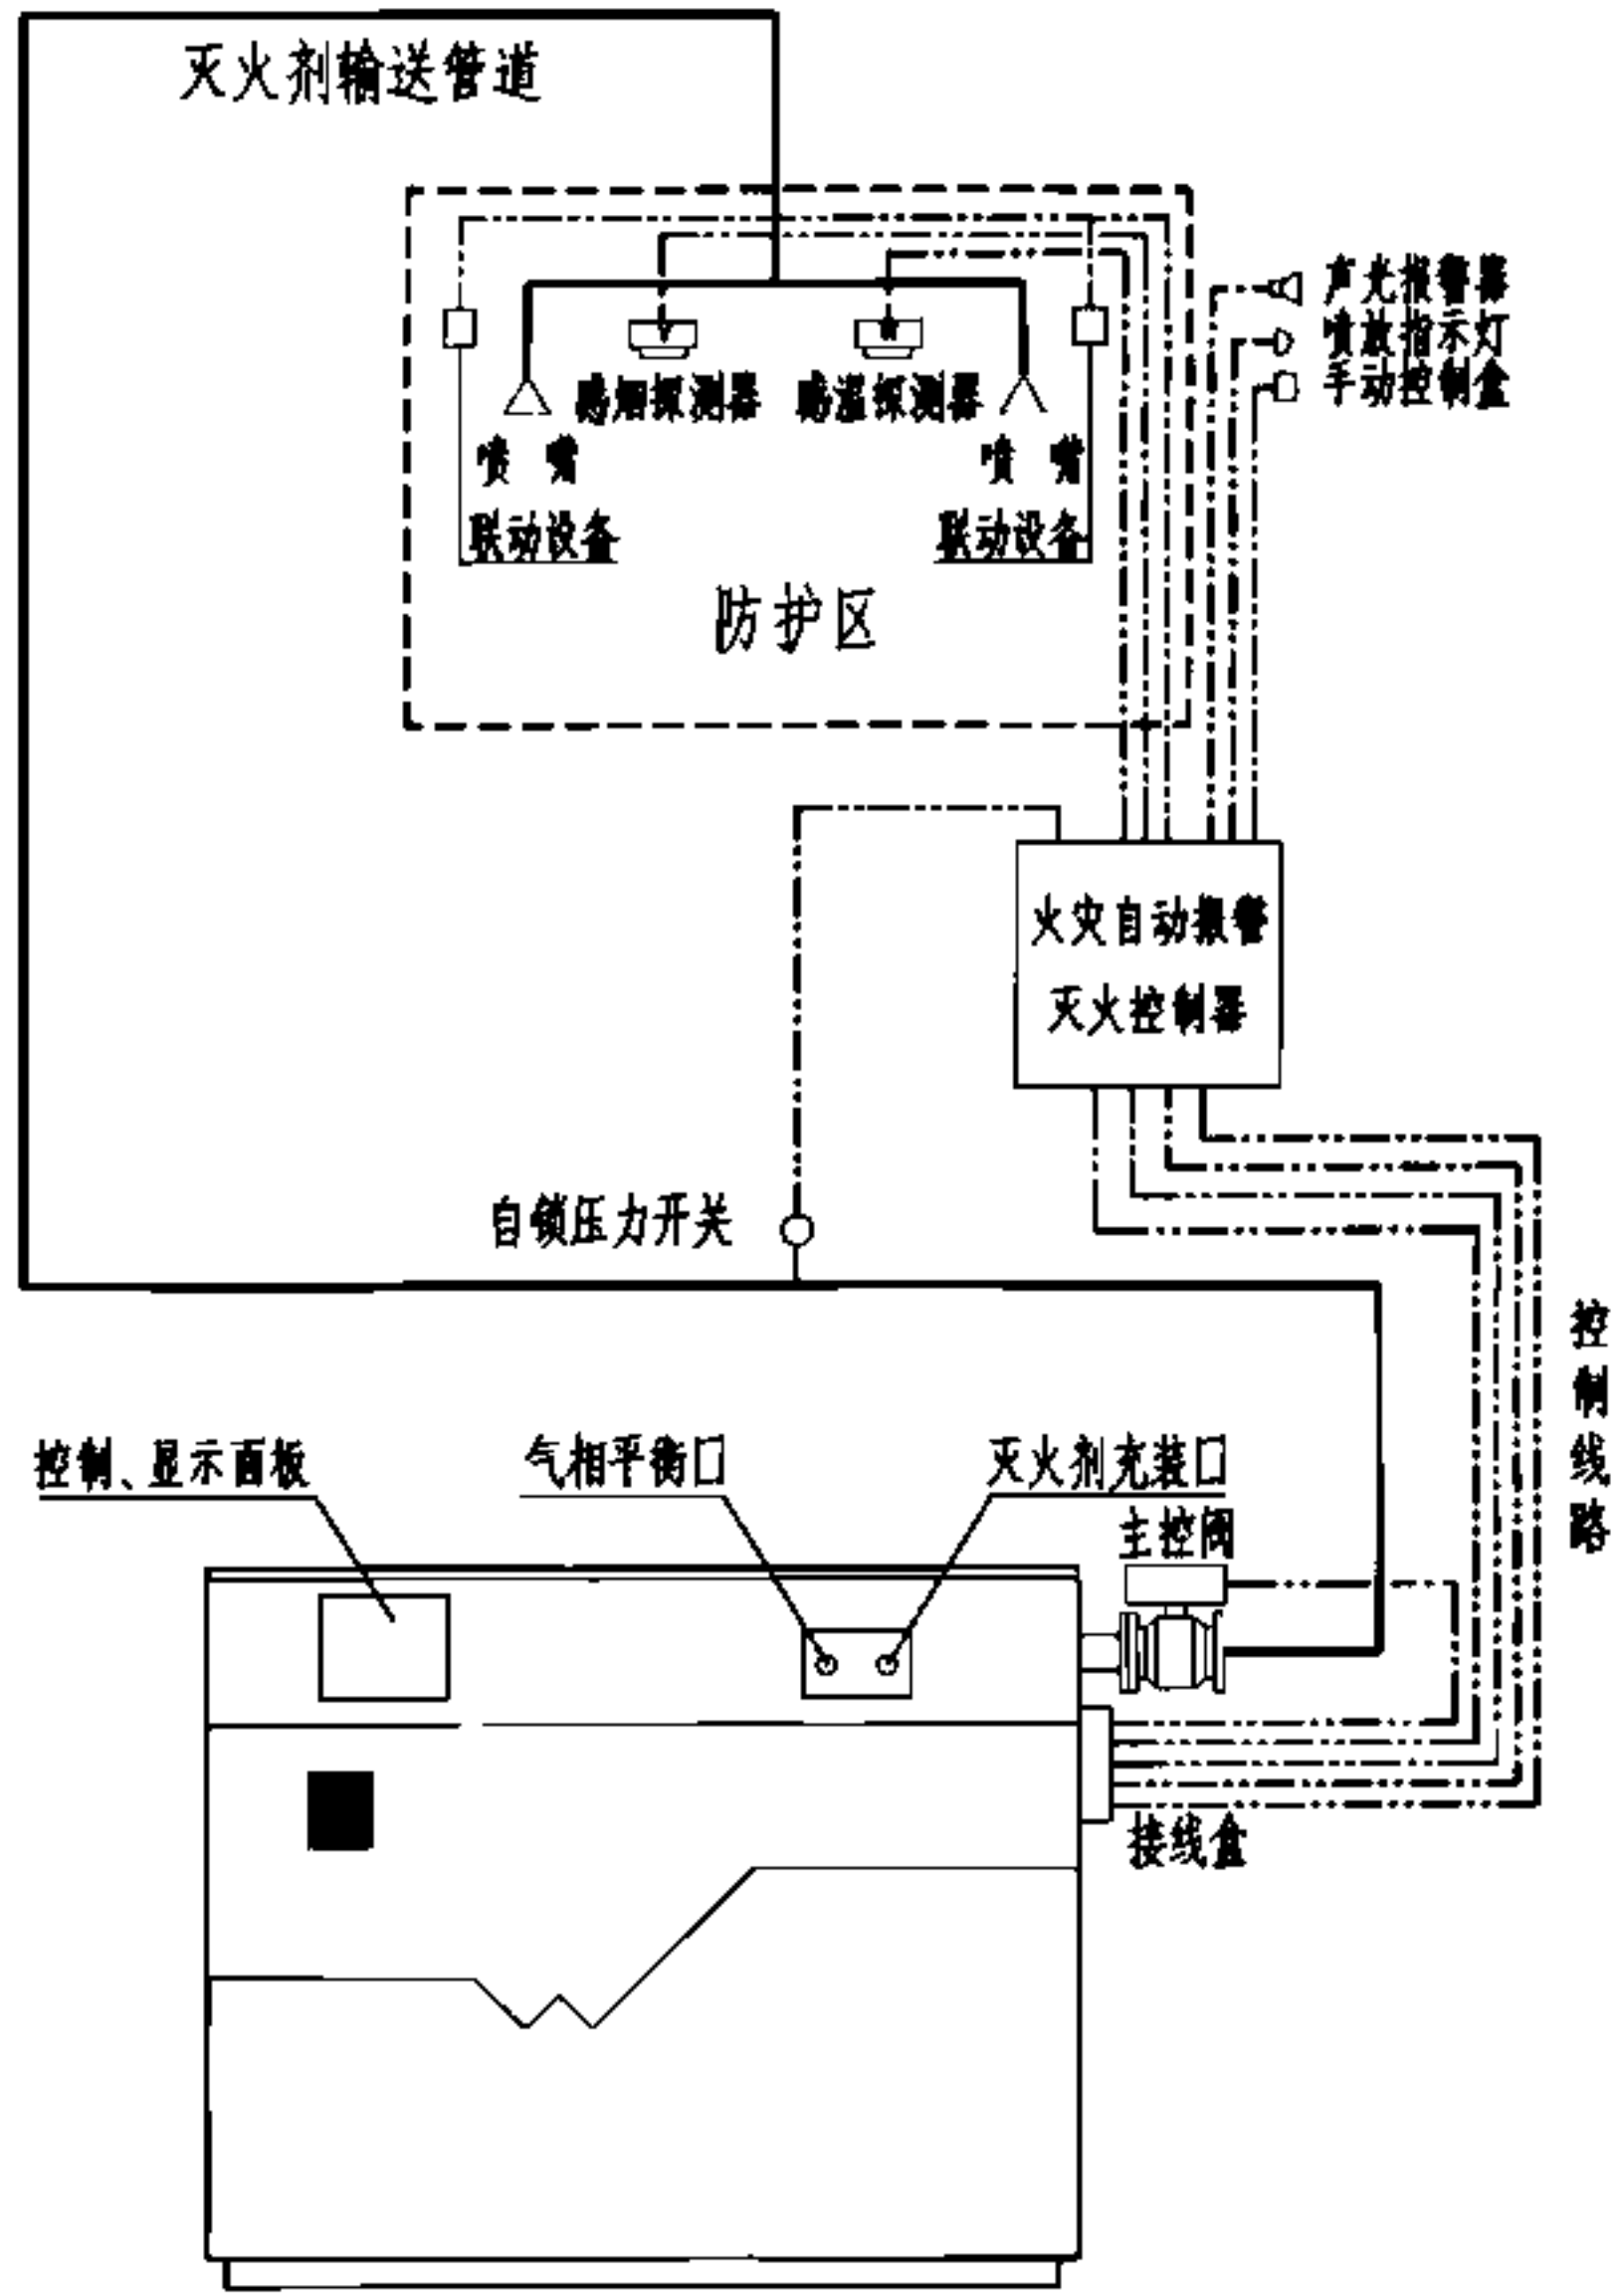 灭火剂输送管道
声光报警器
喷放指示灯
手动控制盒
感烟探测器
感温探测器
喷 嘴
喷 嘴
联动设备
联动设备
防护区
火灾自动报警
灭火控制器
自锁压力开关
控制线路
控制、显示面板
气相平衡口
灭火剂充装口
主控阀
接线盒